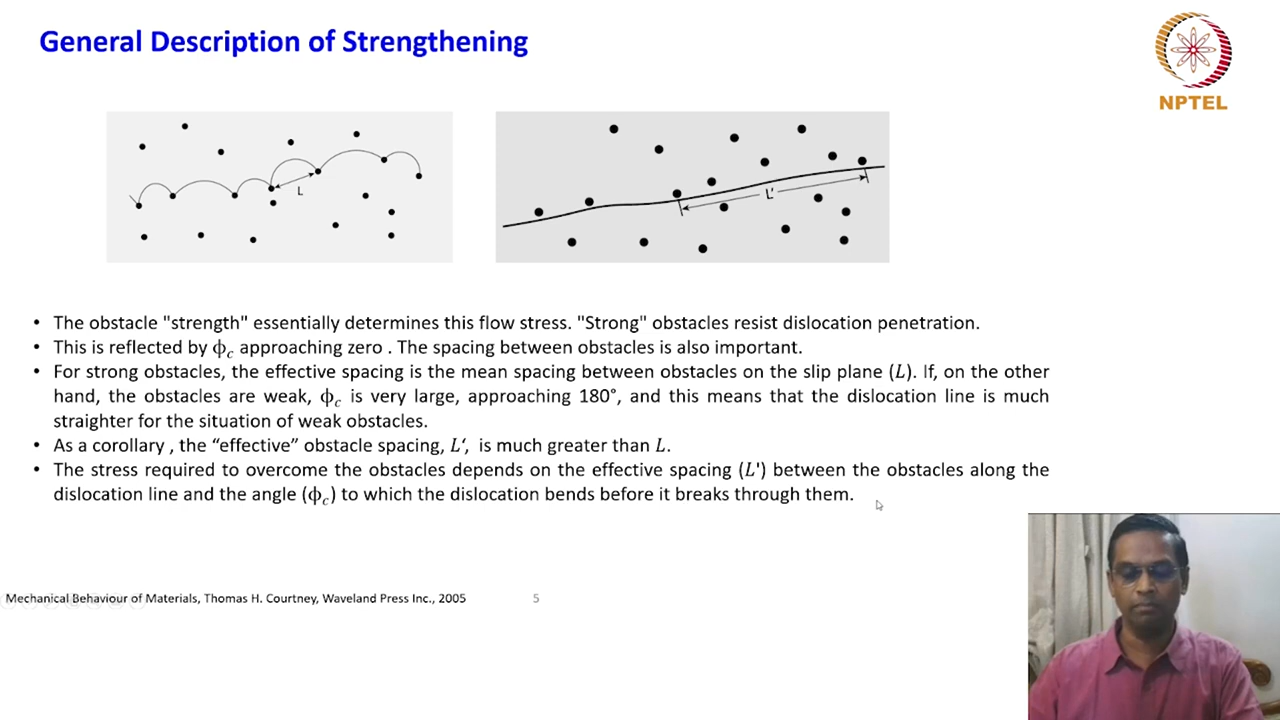 General Description of Strengthening
NPTEL
L
L'
• The obstacle "strength" essentially determines this flow stress. "Strong" obstacles resist dislocation penetration.
• This is reflected by ϕc approaching zero . The spacing between obstacles is also important.
• For strong obstacles, the effective spacing is the mean spacing between obstacles on the slip plane (L). If, on the other
hand, the obstacles are weak, ϕc is very large, approaching 180°, and this means that the dislocation line is much
straighter for the situation of weak obstacles.
• As a corollary , the “effective” obstacle spacing, L‘, is much greater than L.
• The stress required to overcome the obstacles depends on the effective spacing (L') between the obstacles along the
dislocation line and the angle (ϕc) to which the dislocation bends before it breaks through them.
Mechanical Behaviour of Materials, Thomas H. Courtney, Waveland Press Inc., 2005
5